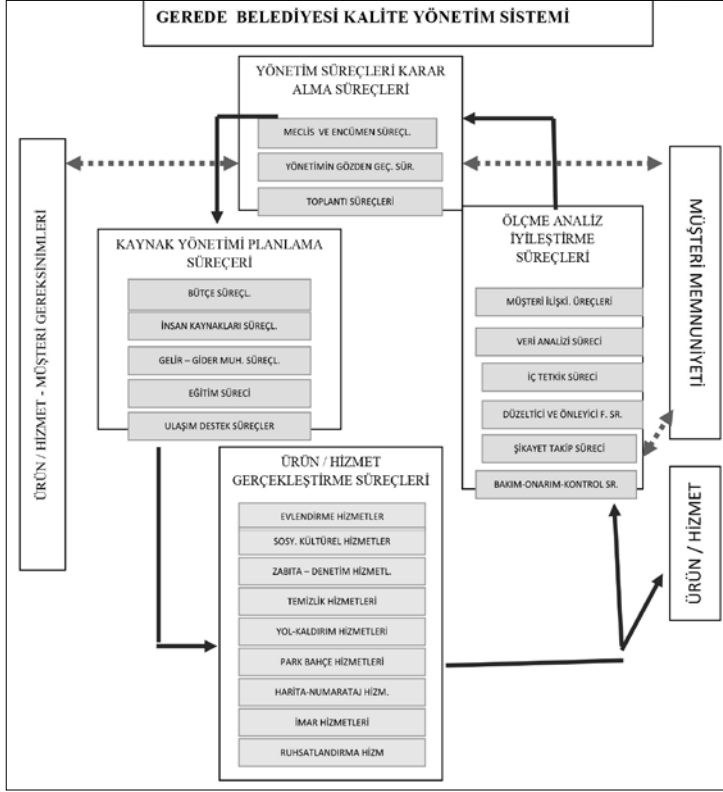 GEREDE BELEDİYESİ KALİTE YÖNETİM SİSTEMİ
YÖNETİM SÜREÇLERİ KARAR
ALMA SÜREÇLERİ
MECLİS VE ENCÜMEN SÜREÇL.
YÖNETİMİN GÖZDEN GEÇ. SÜR.
TOPLANTI SÜREÇLERİ
ÜRÜN / HİZMET - MÜŞTERİ GEREKSİNİMLERİ
KAYNAK YÖNETİMİ PLANLAMA
SÜREÇERİ
BÜTÇE SÜREÇL.
İNSAN KAYNAKLARI SÜREÇL.
GELİR – GİDER MUH. SÜREÇL.
EĞİTİM SÜRECİ
ULAŞIM DESTEK SÜREÇLER
ÖLÇME ANALİZ
İYİLEŞTİRME
SÜREÇLERİ
MÜŞTERİ İLİŞKİ. ÜREÇLERİ
VERİ ANALİZİ SÜRECİ
İÇ TETKİK SÜRECİ
DÜZELTİCİ VE ÖNLEYİCİ F. SR.
ŞİKAYET TAKİP SÜRECİ
BAKIM-ONARIM-KONTROL SR.
MÜŞTERİ MEMNUNİYETİ
ÜRÜN / HİZMET
GERÇEKLEŞTİRME SÜREÇLERİ
EVLENDİRME HİZMETLER
SOSY. KÜLTÜREL HİZMETLER
ZABITA – DENETİM HİZMETL.
TEMİZLİK HİZMETLERİ
YOL-KALDIRIM HİZMETLERİ
PARK BAHÇE HİZMETLERİ
HARİTA-NUMARATAJ HİZM.
İMAR HİZMETLERİ
RUHSATLANDIRMA HİZM
ÜRÜN / HİZMET